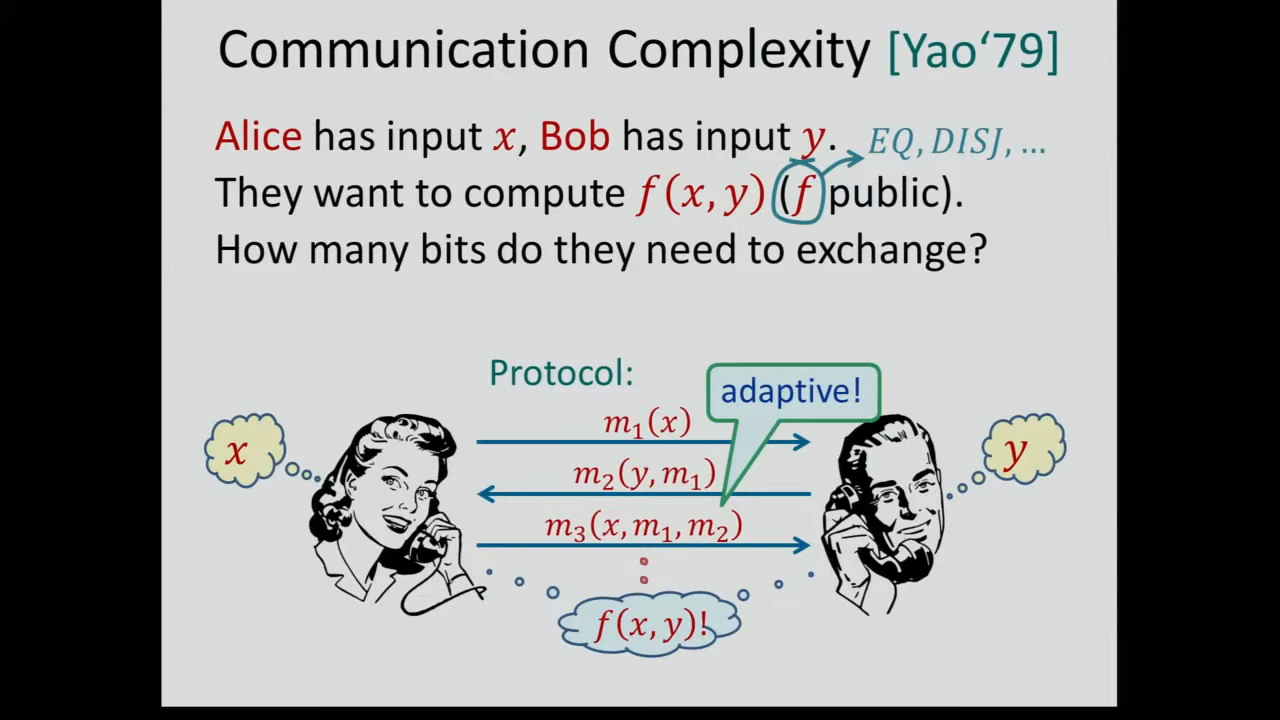 Communication Complexity [Yao‘79]
Alice has input x, Bob has input y.
EQ, DISJ, ...
They want to compute f(x, y) (f public).
How many bits do they need to exchange?
Protocol:
adaptive!
m₁(x)
x
y
m₂(y, m₁)
m₃(x, m₁, m₂)
f(x, y)!